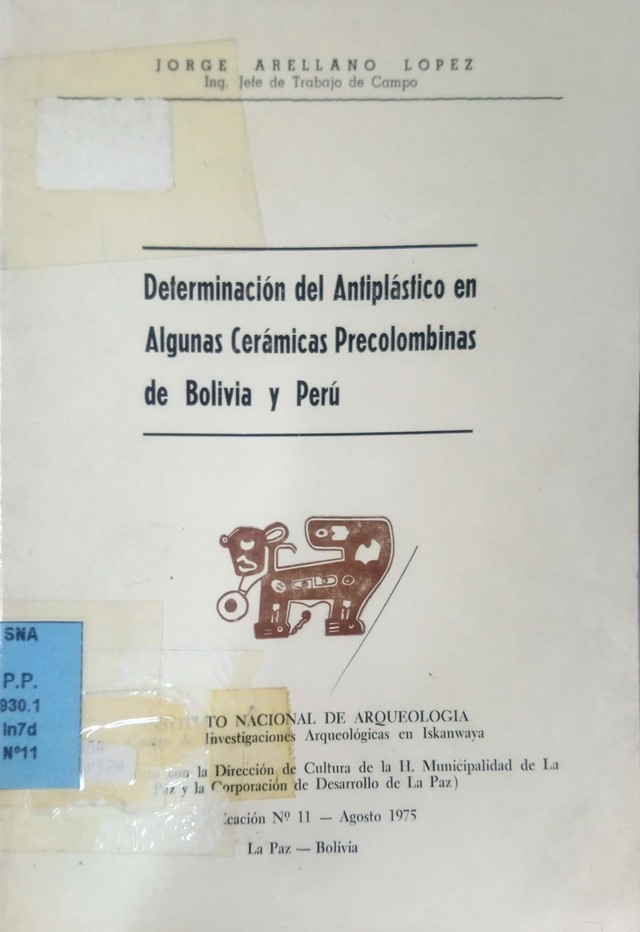 JORGE ARELLANO LOPEZ
Ing. Jefe de Trabajo de Campo
Determinación del Antiplástico en
Algunas Cerámicas Precolombinas
de Bolivia y Perú
SNA
P.P.
930.1
In7d
Nº11
TO NACIONAL DE ARQUEOLOGIA
de Investigaciones Arqueológicas en Iskanwaya
con la Dirección de Cultura de la H. Municipalidad de La
Paz y la Corporación de Desarrollo de La Paz)
cación Nº 11 — Agosto 1975
La Paz — Bolivia